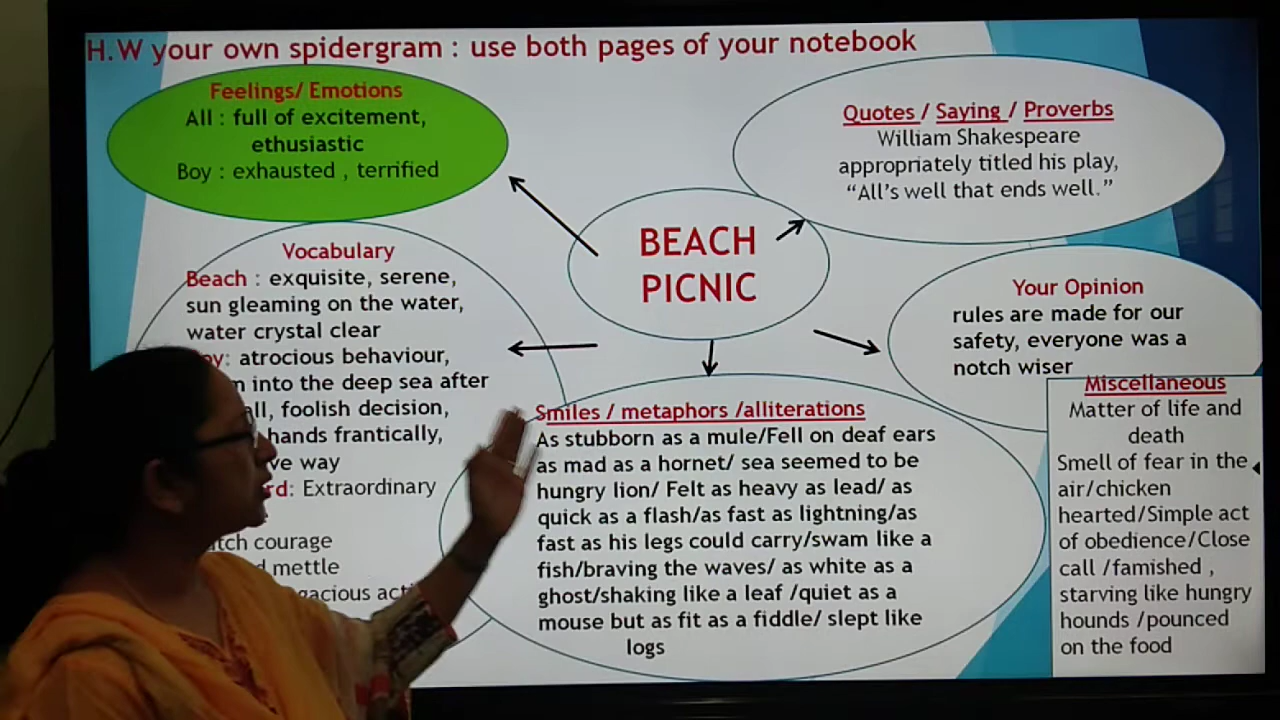 H.W your own spidergram : use both pages of your notebook
Feelings/ Emotions
All : full of excitement,
ethusiastic
Boy : exhausted , terrified
Quotes / Saying / Proverbs
William Shakespeare
appropriately titled his play,
“All’s well that ends well.”
BEACH
PICNIC
Vocabulary
Beach : exquisite, serene,
sun gleaming on the water,
water crystal clear
atrocious behaviour,
into the deep sea after
foolish decision,
hands frantically,
way
Extraordinary
courage
mettle
Your Opinion
rules are made for our
safety, everyone was a
notch wiser
Smiles / metaphors /alliterations
As stubborn as a mule/Fell on deaf ears
as mad as a hornet/ sea seemed to be
hungry lion/ Felt as heavy as lead/ as
quick as a flash/as fast as lightning/as
fast as his legs could carry/swam like a
fish/braving the waves/ as white as a
ghost/shaking like a leaf /quiet as a
mouse but as fit as a fiddle/ slept like
logs
Miscellaneous
Matter of life and
death
Smell of fear in the
air/chicken
hearted/Simple act
of obedience/Close
call /famished ,
starving like hungry
hounds /pounced
on the food